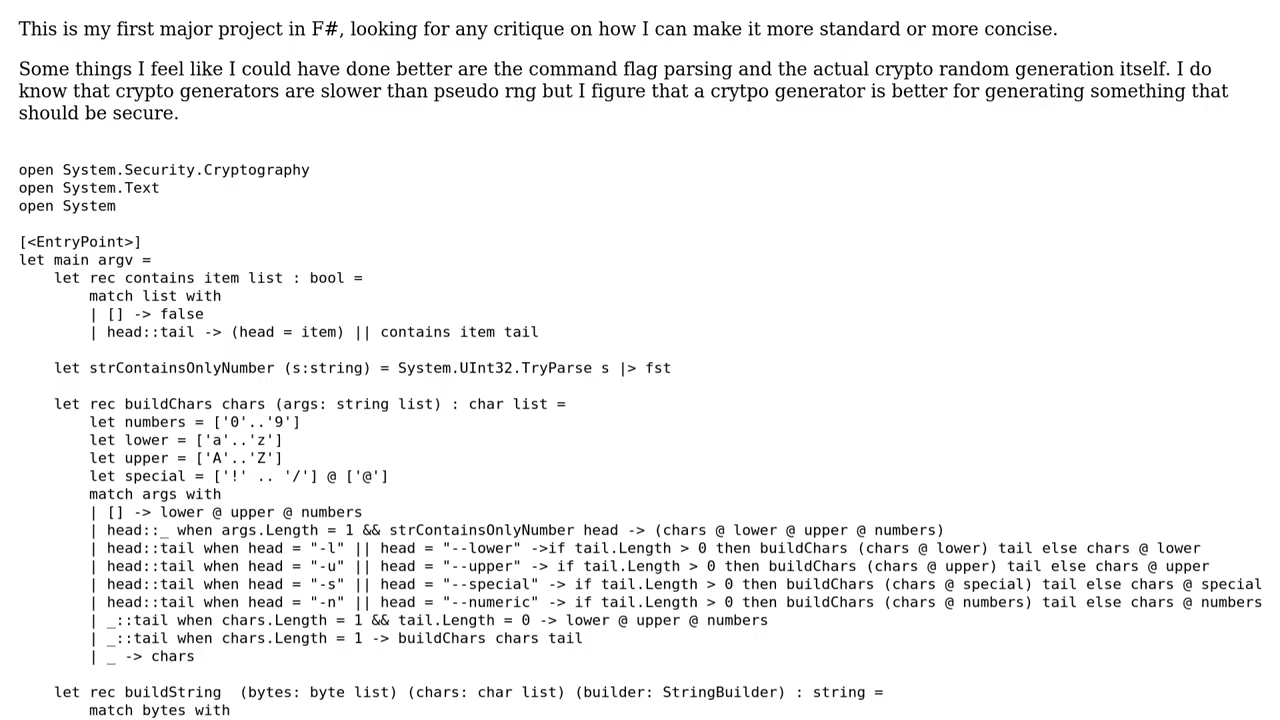 This is my first major project in F#, looking for any critique on how I can make it more standard or more concise.
Some things I feel like I could have done better are the command flag parsing and the actual crypto random generation itself. I do
know that crypto generators are slower than pseudo rng but I figure that a crytpo generator is better for generating something that
should be secure.
open System.Security.Cryptography
open System.Text
open System
[<EntryPoint>]
let main argv =
    let rec contains item list : bool =
        match list with
        | [] -> false
        | head::tail -> (head = item) || contains item tail
    let strContainsOnlyNumber (s:string) = System.UInt32.TryParse s |> fst
    let rec buildChars chars (args: string list) : char list =
        let numbers = ['0'..'9']
        let lower = ['a'..'z']
        let upper = ['A'..'Z']
        let special = ['!' .. '/'] @ ['@']
        match args with
        | [] -> lower @ upper @ numbers
        | head::_ when args.Length = 1 && strContainsOnlyNumber head -> (chars @ lower @ upper @ numbers)
        | head::tail when head = "-l" || head = "--lower" ->if tail.Length > 0 then buildChars (chars @ lower) tail else chars @ lower
        | head::tail when head = "-u" || head = "--upper" -> if tail.Length > 0 then buildChars (chars @ upper) tail else chars @ upper
        | head::tail when head = "-s" || head = "--special" -> if tail.Length > 0 then buildChars (chars @ special) tail else chars @ special
        | head::tail when head = "-n" || head = "--numeric" -> if tail.Length > 0 then buildChars (chars @ numbers) tail else chars @ numbers
        | _::tail when chars.Length = 1 && tail.Length = 0 -> lower @ upper @ numbers
        | _::tail when chars.Length = 1 -> buildChars chars tail
        | _ -> chars
    let rec buildString  (bytes: byte list) (chars: char list) (builder: StringBuilder) : string =
        match bytes with